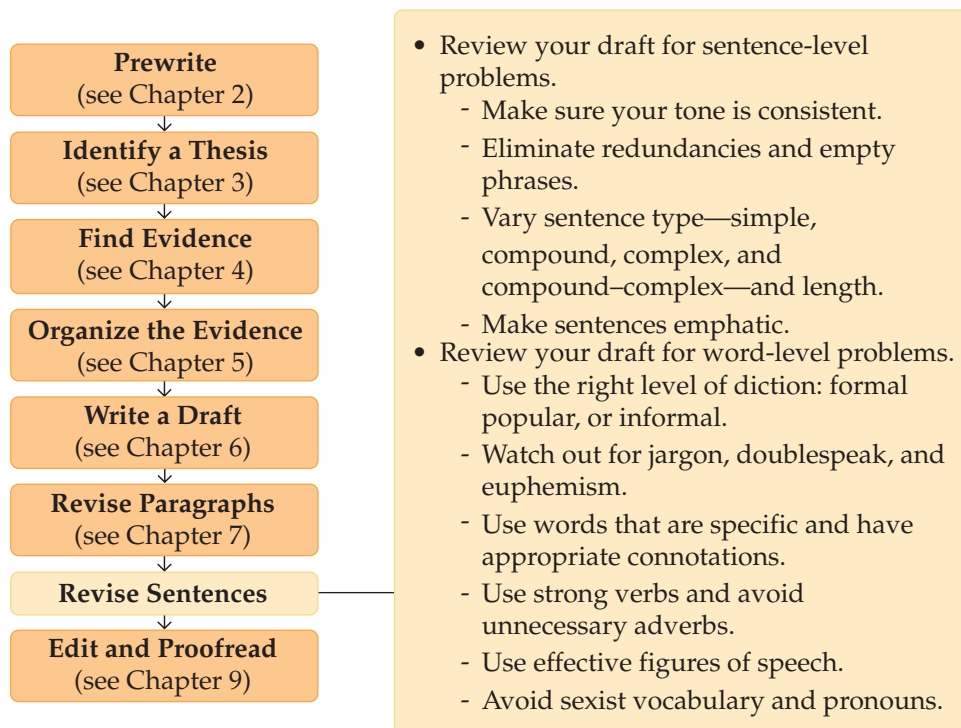 Prewrite
(see Chapter 2)
Identify a Thesis
(see Chapter 3)
Find Evidence
(see Chapter 4)
Organize the Evidence
(see Chapter 5)
Write a Draft
(see Chapter 6)
Revise Paragraphs
(see Chapter 7)
Revise Sentences
Edit and Proofread
(see Chapter 9)
• Review your draft for sentence-level
problems.
- Make sure your tone is consistent.
- Eliminate redundancies and empty
phrases.
- Vary sentence type—simple,
compound, complex, and
compound–complex—and length.
- Make sentences emphatic.
• Review your draft for word-level problems.
- Use the right level of diction: formal
popular, or informal.
- Watch out for jargon, doublespeak, and
euphemism.
- Use words that are specific and have
appropriate connotations.
- Use strong verbs and avoid
unnecessary adverbs.
- Use effective figures of speech.
- Avoid sexist vocabulary and pronouns.